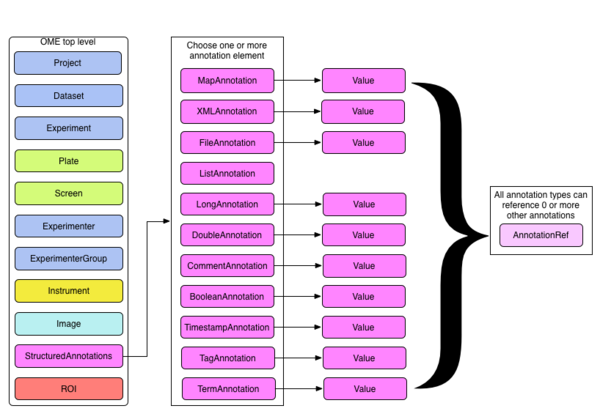 OME top level
Project
Dataset
Experiment
Plate
Screen
Experimenter
ExperimenterGroup
Instrument
Image
StructuredAnnotations
ROI
Choose one or more
annotation element
MapAnnotation
Value
XMLAnnotation
Value
FileAnnotation
Value
ListAnnotation
LongAnnotation
Value
DoubleAnnotation
Value
CommentAnnotation
Value
BooleanAnnotation
Value
TimestampAnnotation
Value
TagAnnotation
Value
TermAnnotation
Value
All annotation types can
reference 0 or more
other annotations
AnnotationRef